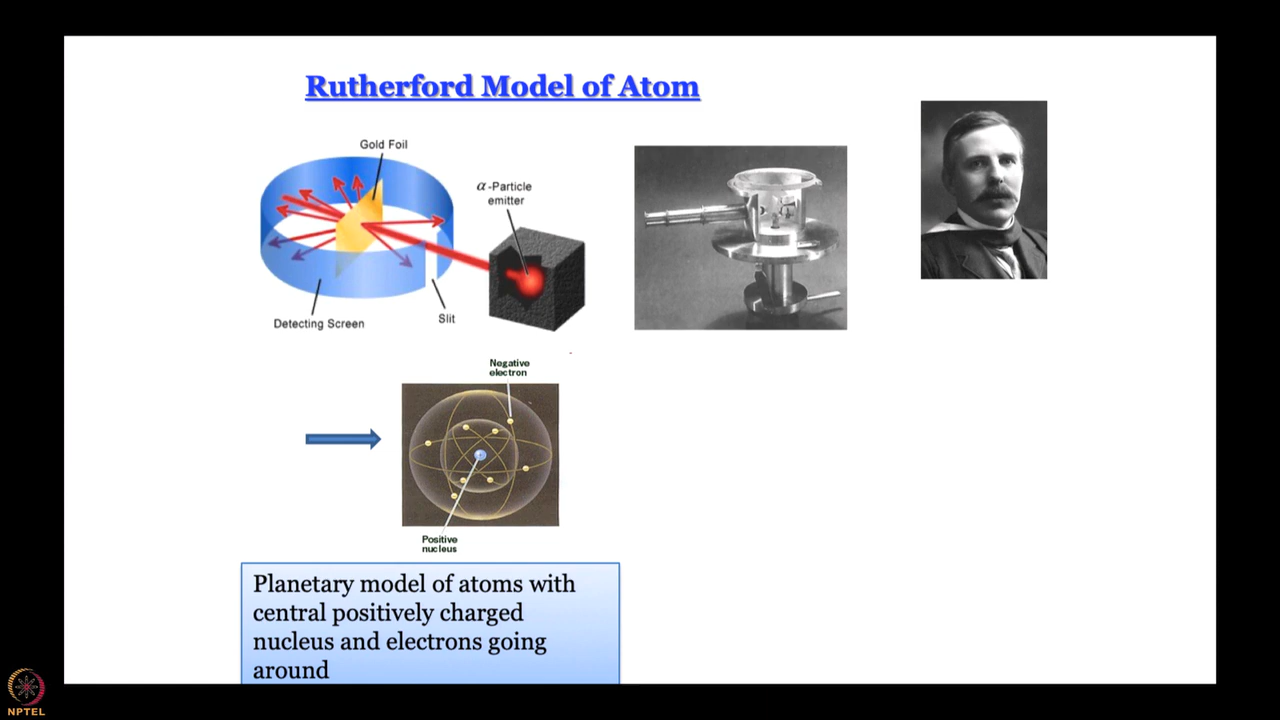 Rutherford Model of Atom
Gold Foil
α-Particle
emitter
Detecting Screen
Slit
Negative
electron
Positive
nucleus
Planetary model of atoms with
central positively charged
nucleus and electrons going
around
NPTEL